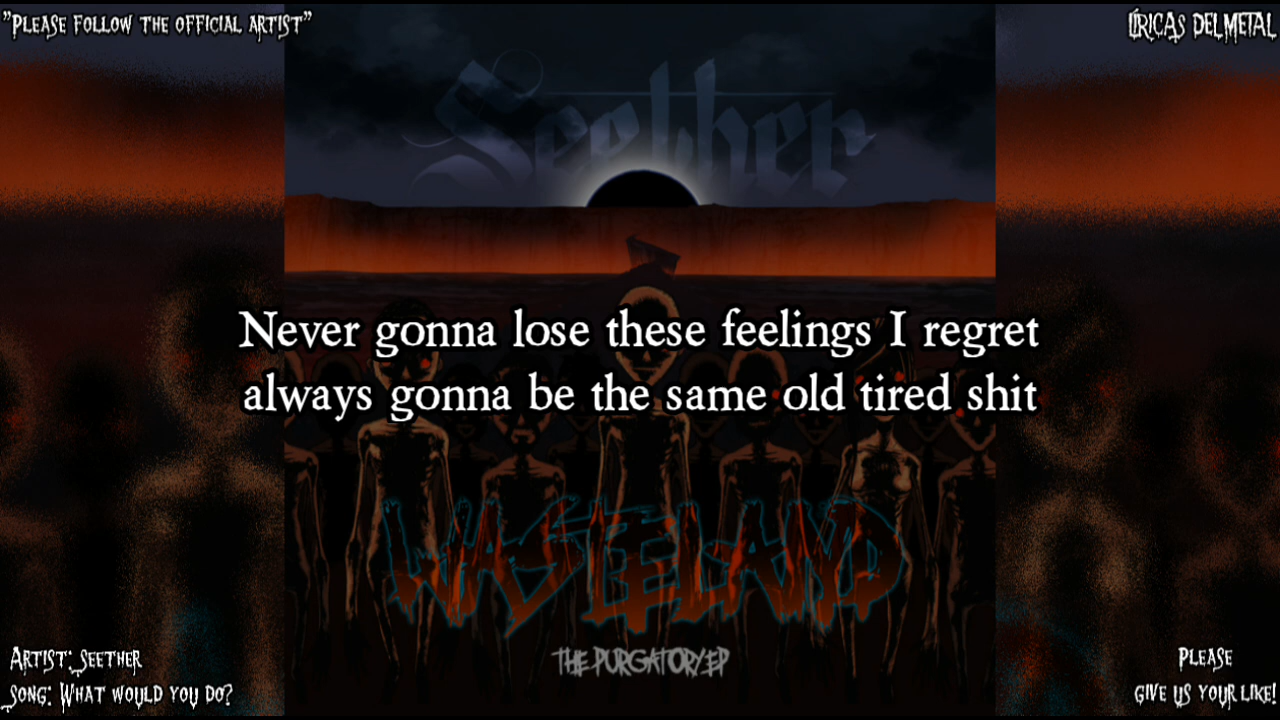 "Please follow the official artist"
Líricas Del Metal
Seether
Never gonna lose these feelings I regret
always gonna be the same old tired shit
WASTELAND
THE PURGATORY EP
Artist: Seether
Song: What would you do?
Please
give us your like!